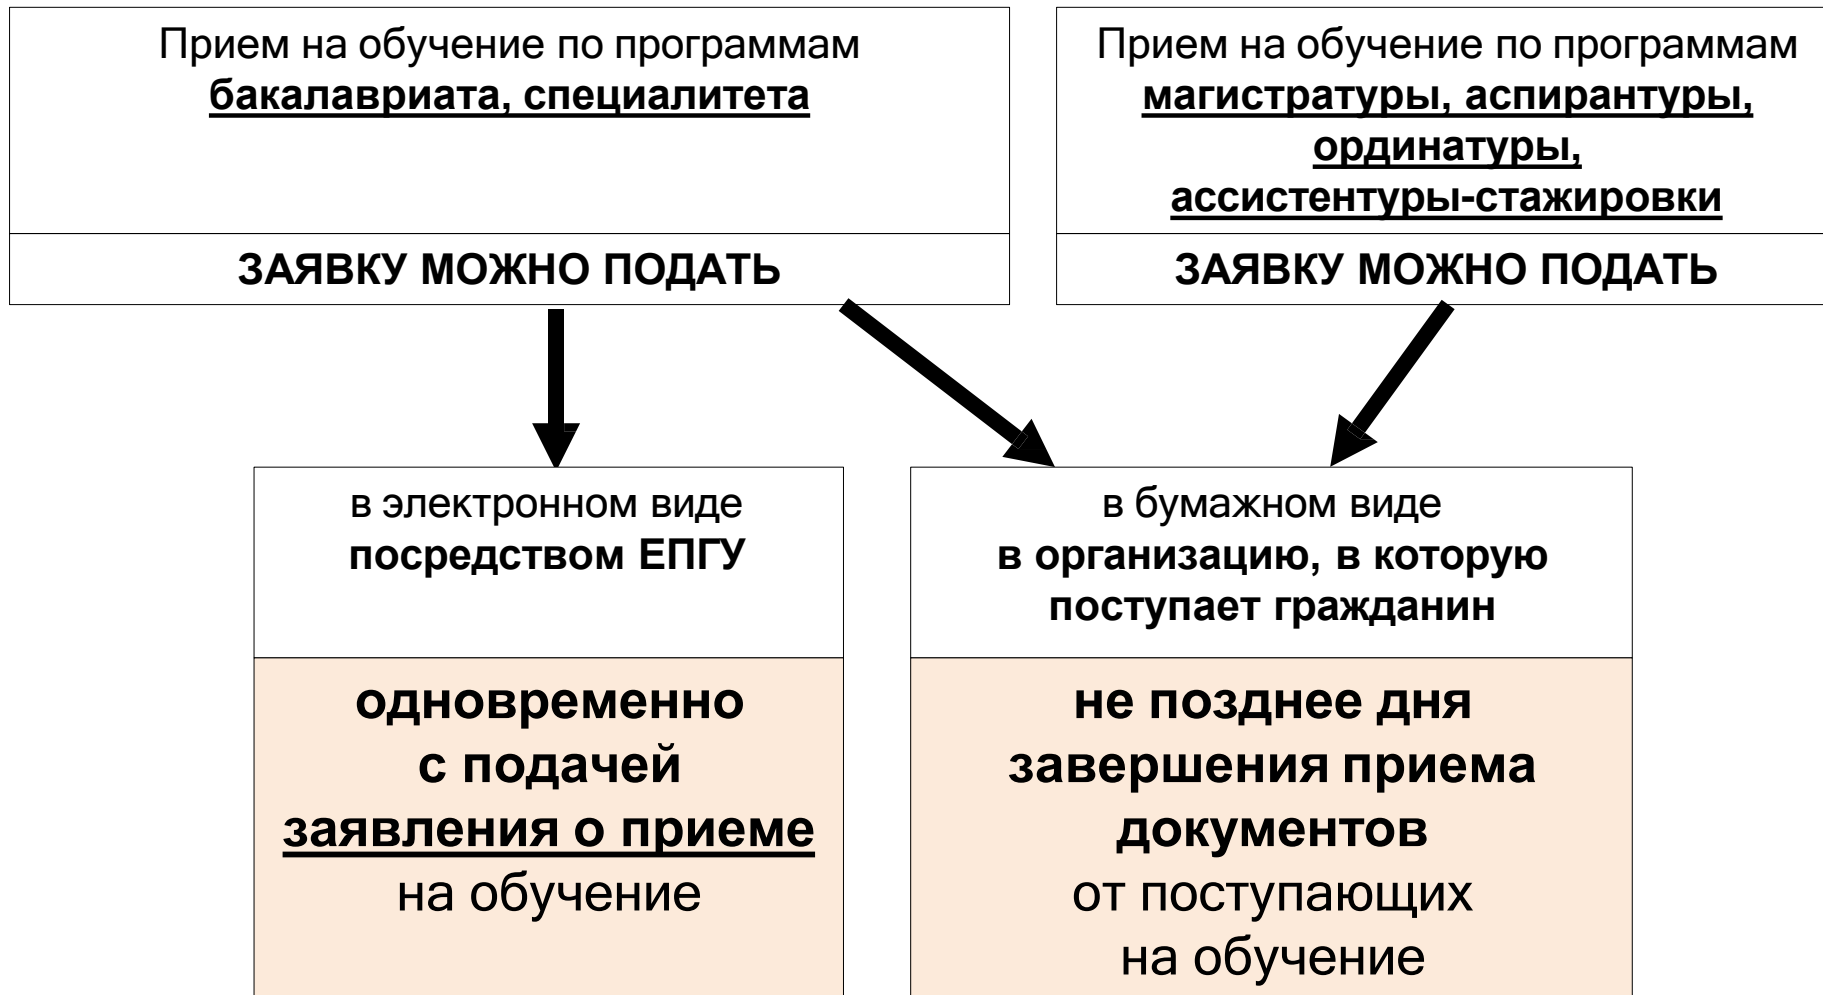 Прием на обучение по программам
бакалавриата, специалитета
ЗАЯВКУ МОЖНО ПОДАТЬ
Прием на обучение по программам
магистратуры, аспирантуры,
ординатуры,
ассистентуры-стажировки
ЗАЯВКУ МОЖНО ПОДАТЬ
в электронном виде
посредством ЕПГУ
одновременно
с подачей
заявления о приеме
на обучение
в бумажном виде
в организацию, в которую
поступает гражданин
не позднее дня
завершения приема
документов
от поступающих
на обучение